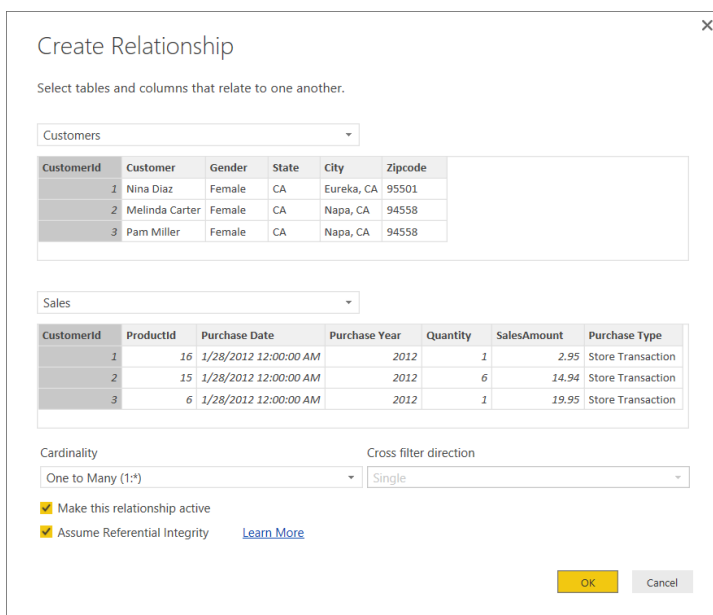 Create Relationship
Select tables and columns that relate to one another.
Customers
CustomerId Customer Gender State City Zipcode
1 Nina Diaz Female CA Eureka, CA 95501
2 Melinda Carter Female CA Napa, CA 94558
3 Pam Miller Female CA Napa, CA 94558
Sales
CustomerId ProductId Purchase Date Purchase Year Quantity SalesAmount Purchase Type
1 16 1/28/2012 12:00:00 AM 2012 1 2.95 Store Transaction
2 15 1/28/2012 12:00:00 AM 2012 6 14.94 Store Transaction
3 6 1/28/2012 12:00:00 AM 2012 1 19.95 Store Transaction
Cardinality Cross filter direction
One to Many (1:*) Single
Make this relationship active
Assume Referential Integrity Learn More
OK Cancel